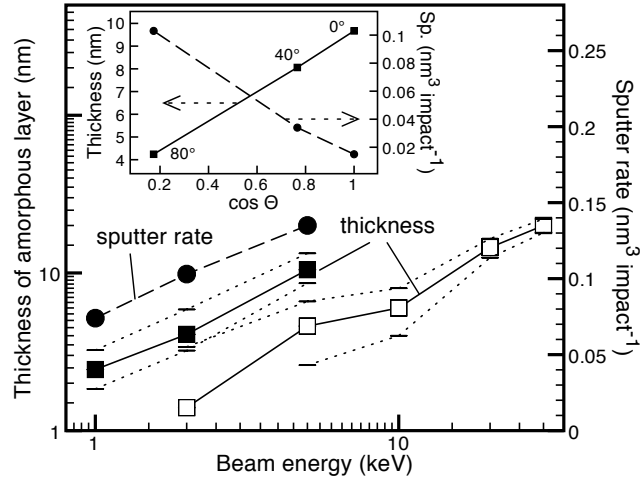 10
9
8
7
6
5
4
Thickness (nm)
0°
40°
80°
0.1
0.08
0.06
0.04
0.02
Sp. (nm³ impact⁻¹)
0 0.2 0.4 0.6 0.8 1
cos Θ
Thickness of amorphous layer (nm)
10
1
sputter rate
thickness
0.25
0.2
0.15
0.1
0.05
0
Sputter rate (nm³ impact⁻¹)
1 10
Beam energy (keV)